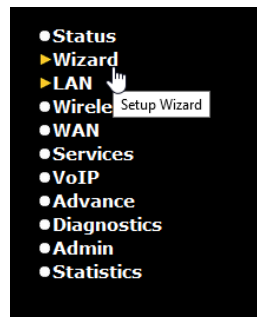 Status
Wizard
LAN
Wirele
Setup Wizard
WAN
Services
VoIP
Advance
Diagnostics
Admin
Statistics